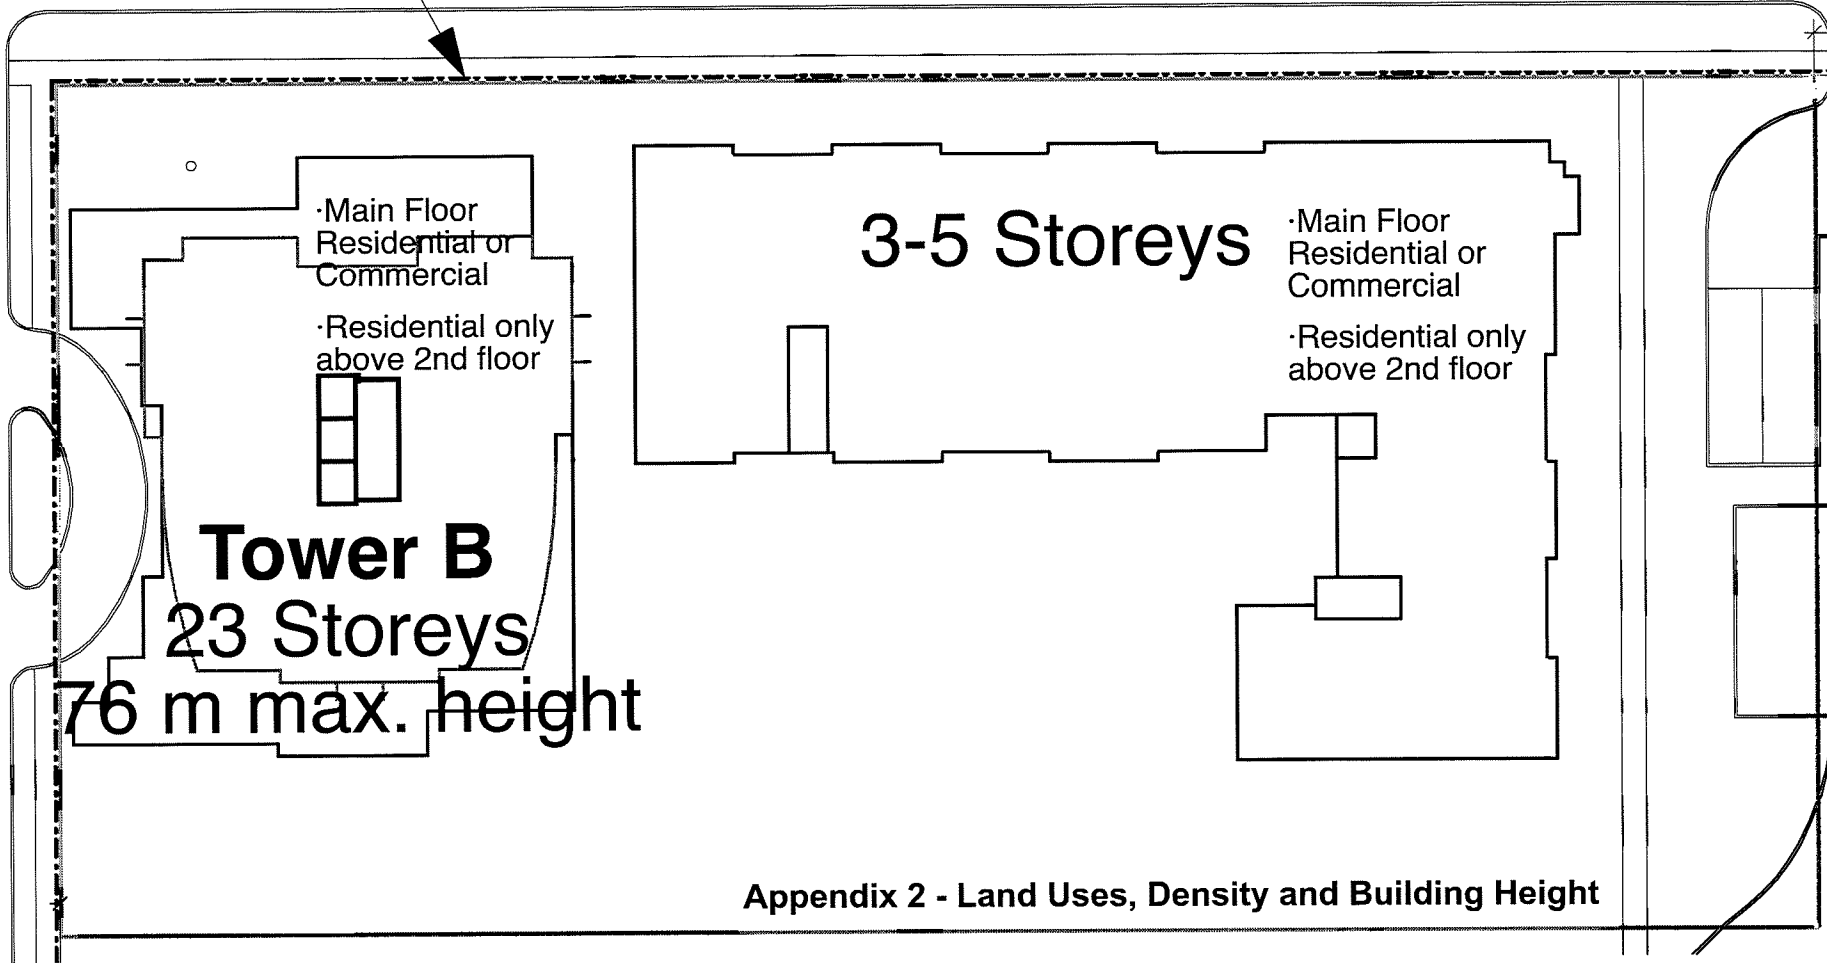 ·Main Floor
Residential or
Commercial
·Residential only
above 2nd floor
Tower B
23 Storeys
76 m max. height
3-5 Storeys
·Main Floor
Residential or
Commercial
·Residential only
above 2nd floor
Appendix 2 - Land Uses, Density and Building Height